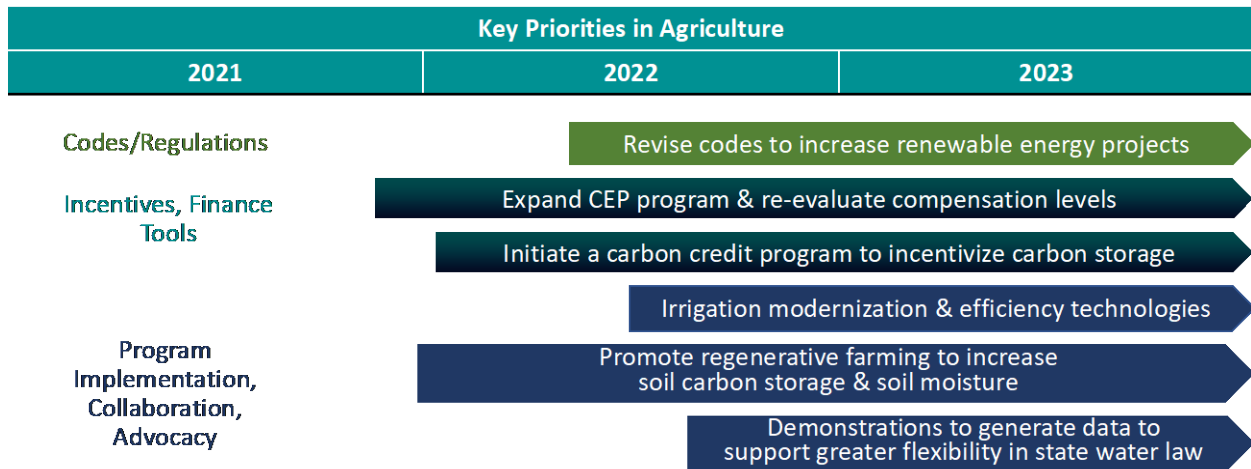 Key Priorities in Agriculture
2021 2022 2023
Codes/Regulations
Revise codes to increase renewable energy projects
Incentives, Finance
Tools
Expand CEP program & re-evaluate compensation levels
Initiate a carbon credit program to incentivize carbon storage
Irrigation modernization & efficiency technologies
Program
Implementation,
Collaboration,
Advocacy
Promote regenerative farming to increase
soil carbon storage & soil moisture
Demonstrations to generate data to
support greater flexibility in state water law